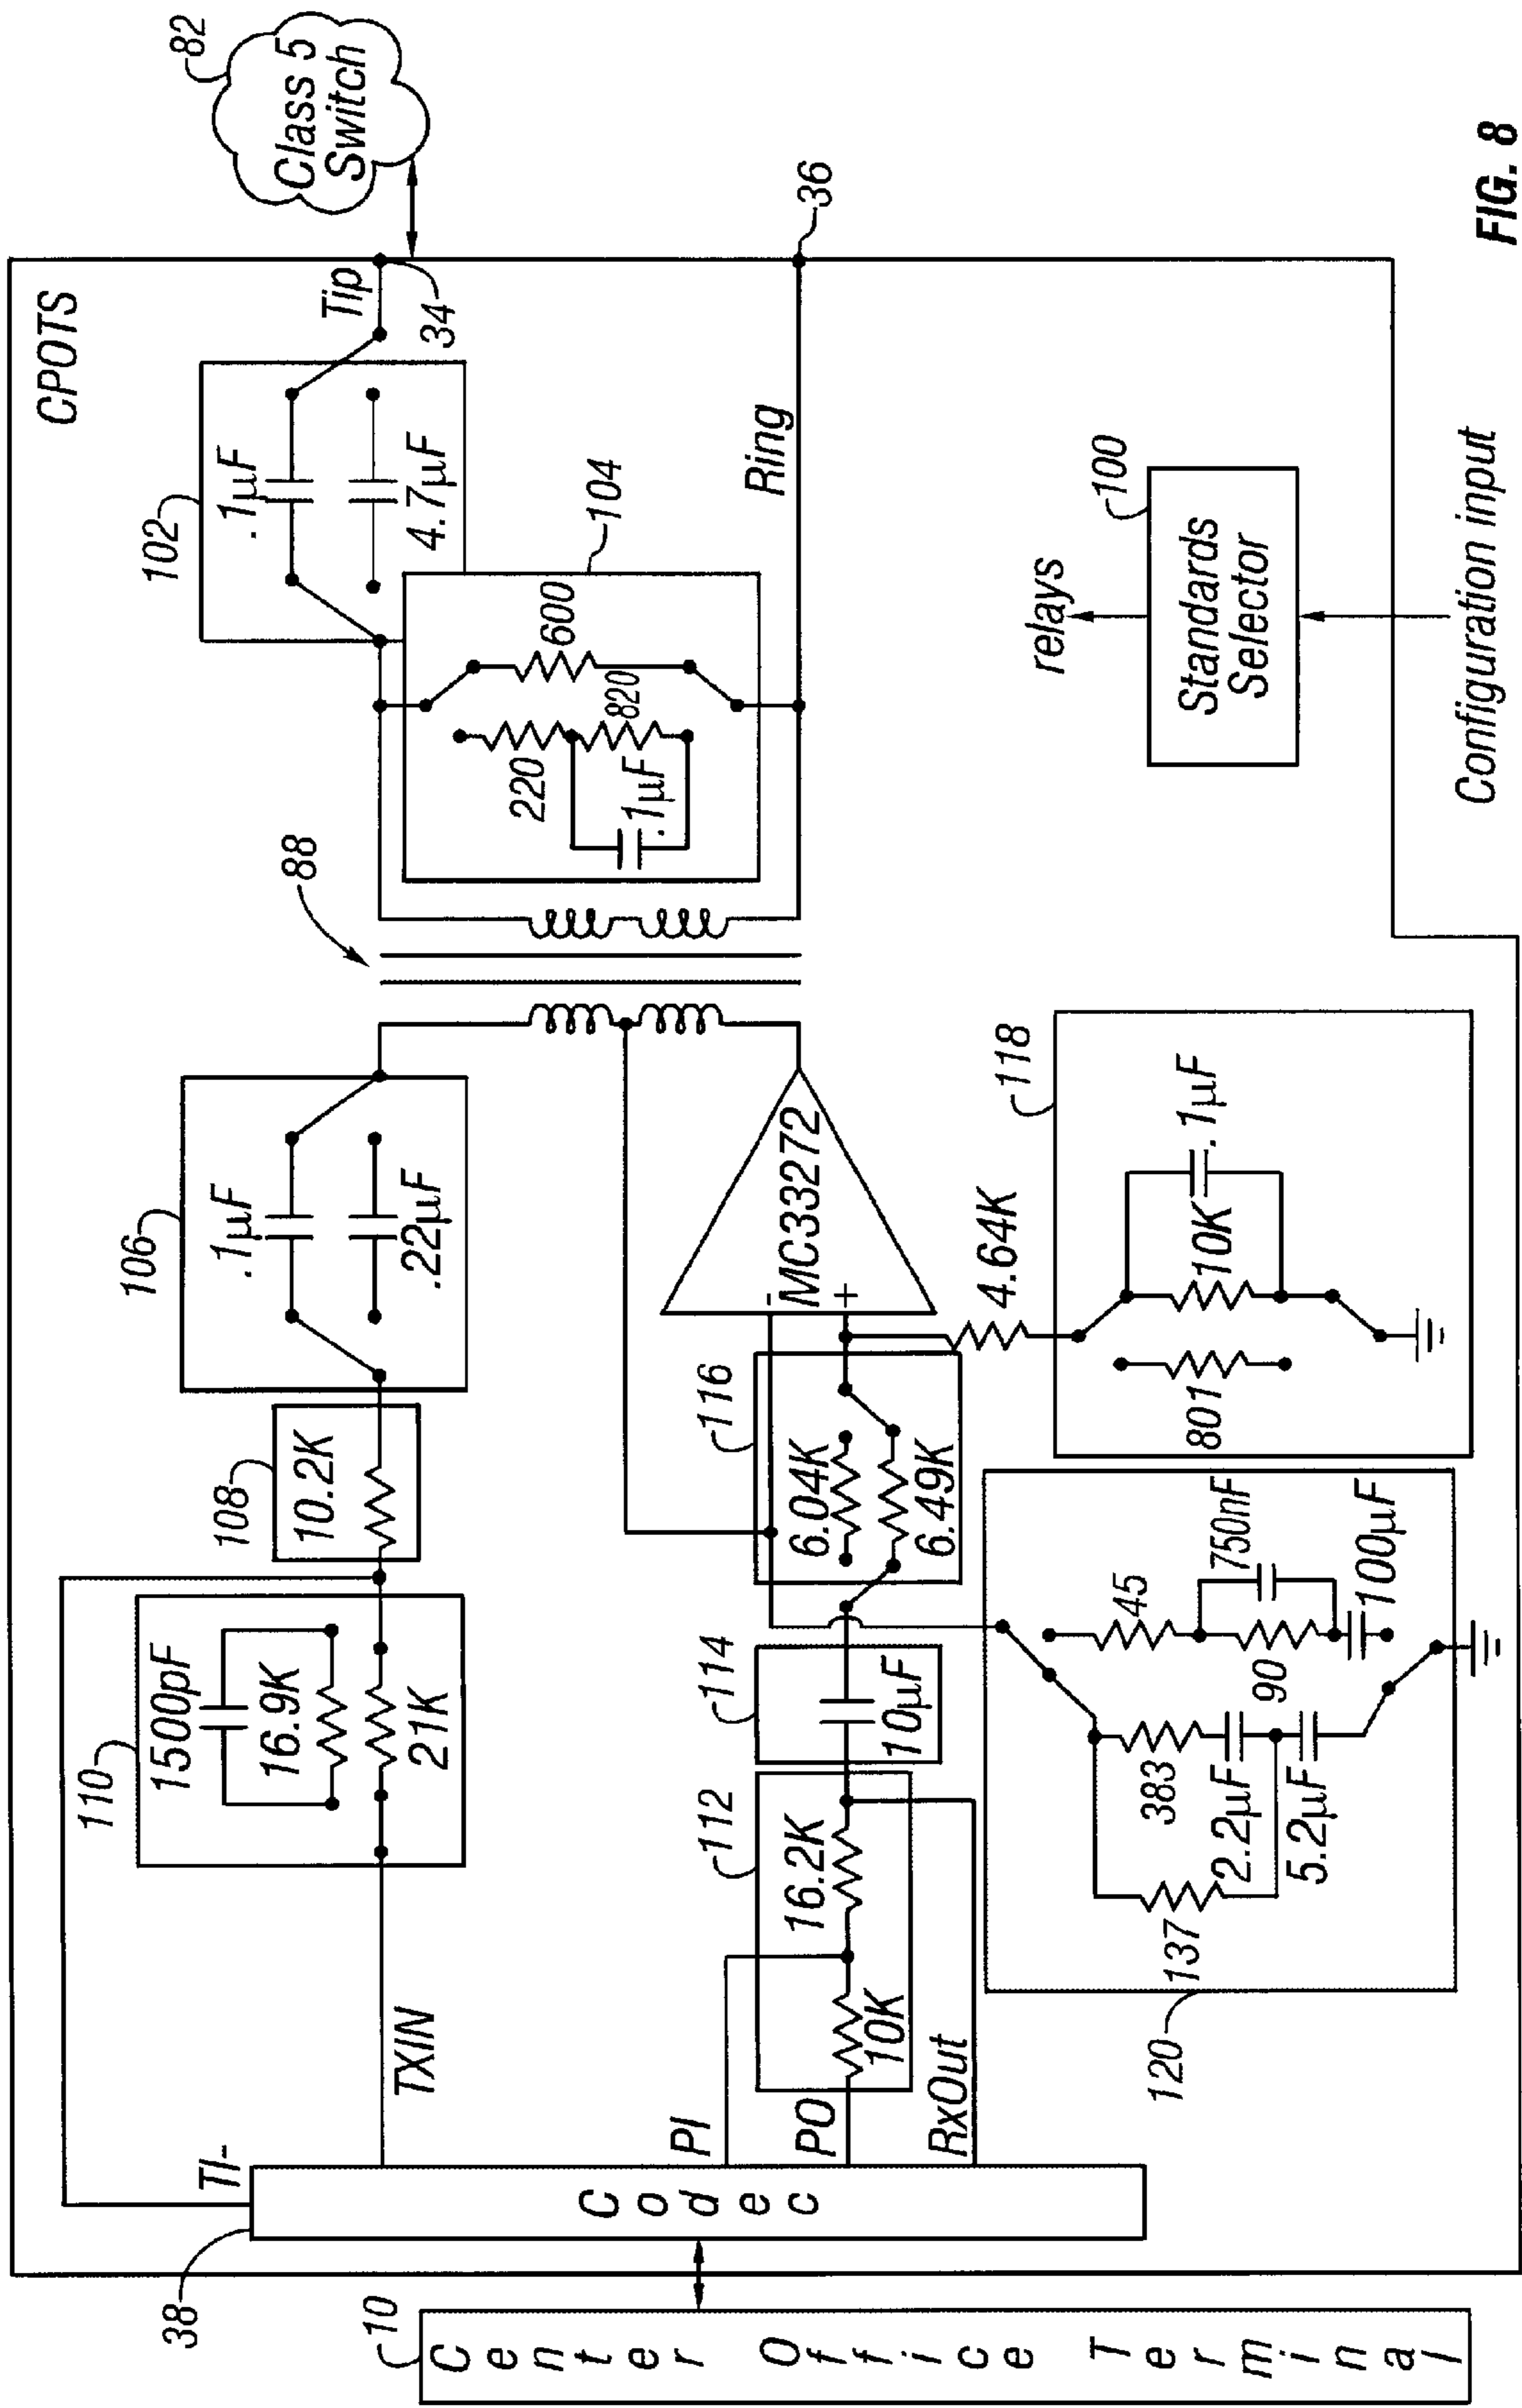 CPOTS
82
Class 5
Switch
Tip
34
102
.1µF
4.7µF
104
600
820
220
.1µF
Ring
36
88
106
.1µF
.22µF
108
10.2K
110
1500pF
16.9K
21K
TI-
TXIN
38
Codec
10
Center Office Terminal
PI
PO
RxOut
112
16.2K
10K
114
10µF
116
6.04K
6.49K
-
MC33272
+
4.64K
118
.1µF
10K
801
120
45
750nF
90
100µF
383
2.2µF
5.2µF
137
relays
100
Standards
Selector
Configuration input
FIG. 8